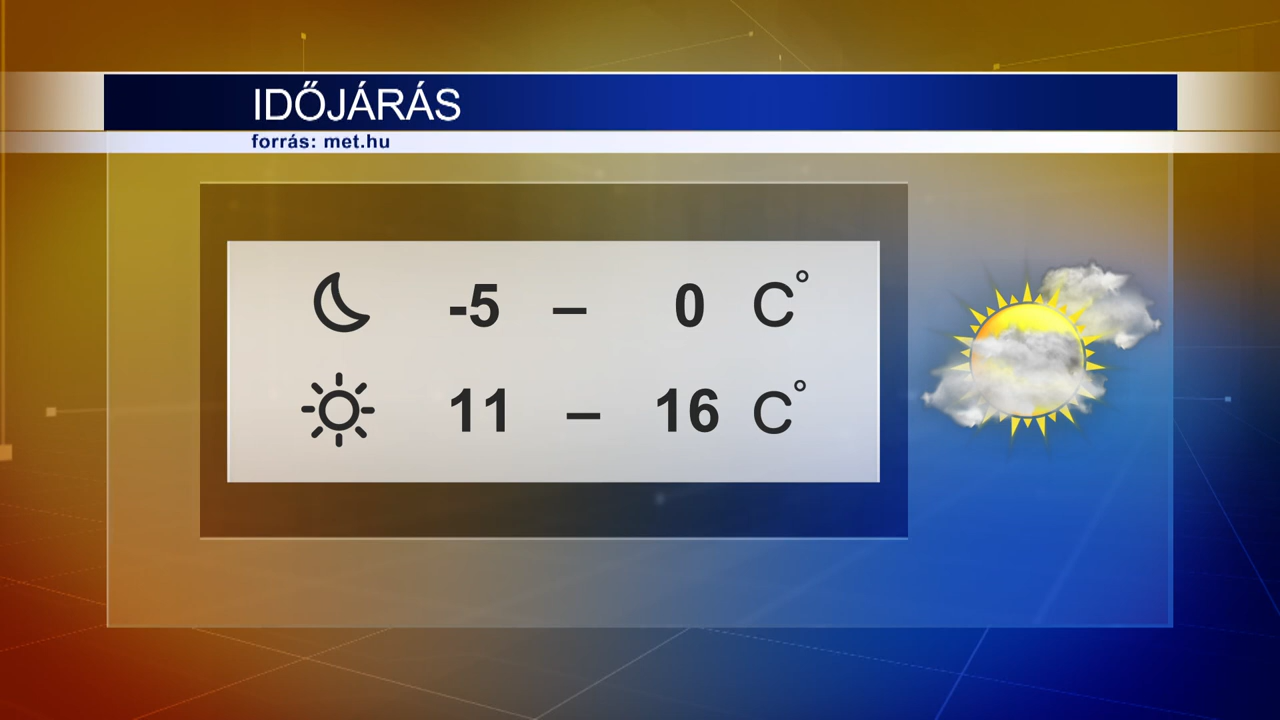 IDŐJÁRÁS
forrás: met.hu
-5 – 0 C°
11 – 16 C°